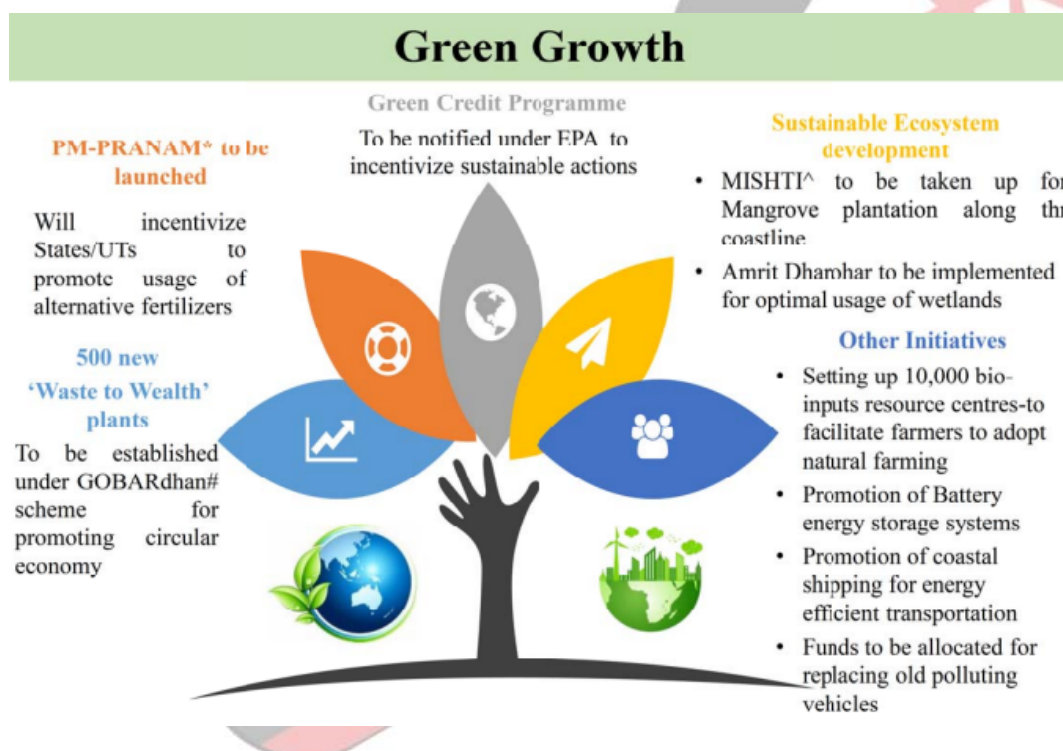 Green Growth
Green Credit Programme
To be notified under EPA to
incentivize sustainable actions
PM-PRANAM* to be
launched
Will incentivize
States/UTs to
promote usage of
alternative fertilizers
500 new
‘Waste to Wealth’
plants
To be established
under GOBARdhan#
scheme for
promoting circular
economy
Sustainable Ecosystem
development
• MISHTI^ to be taken up for
Mangrove plantation along the
coastline
• Amrit Dharohar to be implemented
for optimal usage of wetlands
Other Initiatives
• Setting up 10,000 bio-
inputs resource centres-to
facilitate farmers to adopt
natural farming
• Promotion of Battery
energy storage systems
• Promotion of coastal
shipping for energy
efficient transportation
• Funds to be allocated for
replacing old polluting
vehicles